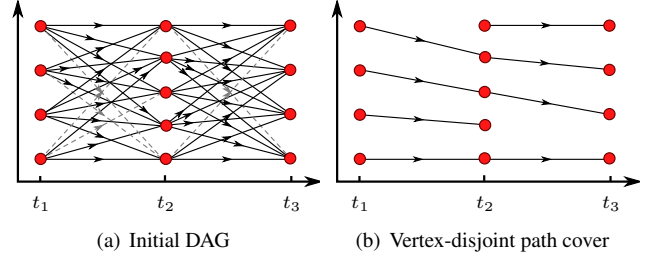 t₁ t₂ t₃ t₁ t₂ t₃
(a) Initial DAG (b) Vertex-disjoint path cover